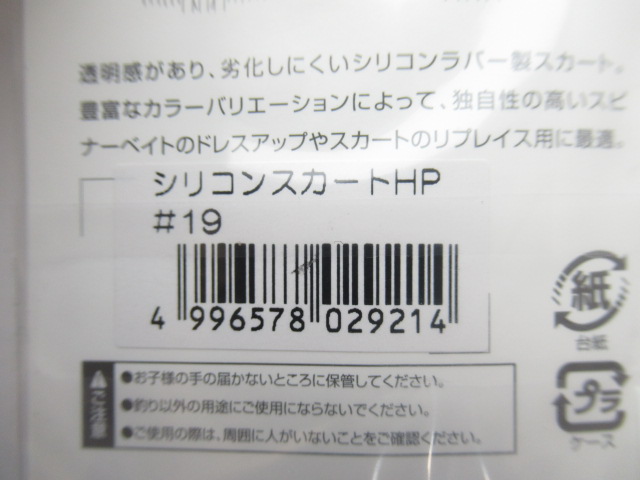 透明感があり、劣化しにくいシリコンラバー製スカート。
豊富なカラーバリエーションによって、独自性の高いスピ
ナーベイトのドレスアップやスカートのリプレイス用に最適。
シリコンスカートHP
#19
4 996578 029214
紙
台紙
プラ
ケース
ご注意
●お子様の手の届かないところに保管してください。
●釣り以外の用途にご使用にならないでください。
●ご使用の際は、周囲に人がいないことをご確認ください。